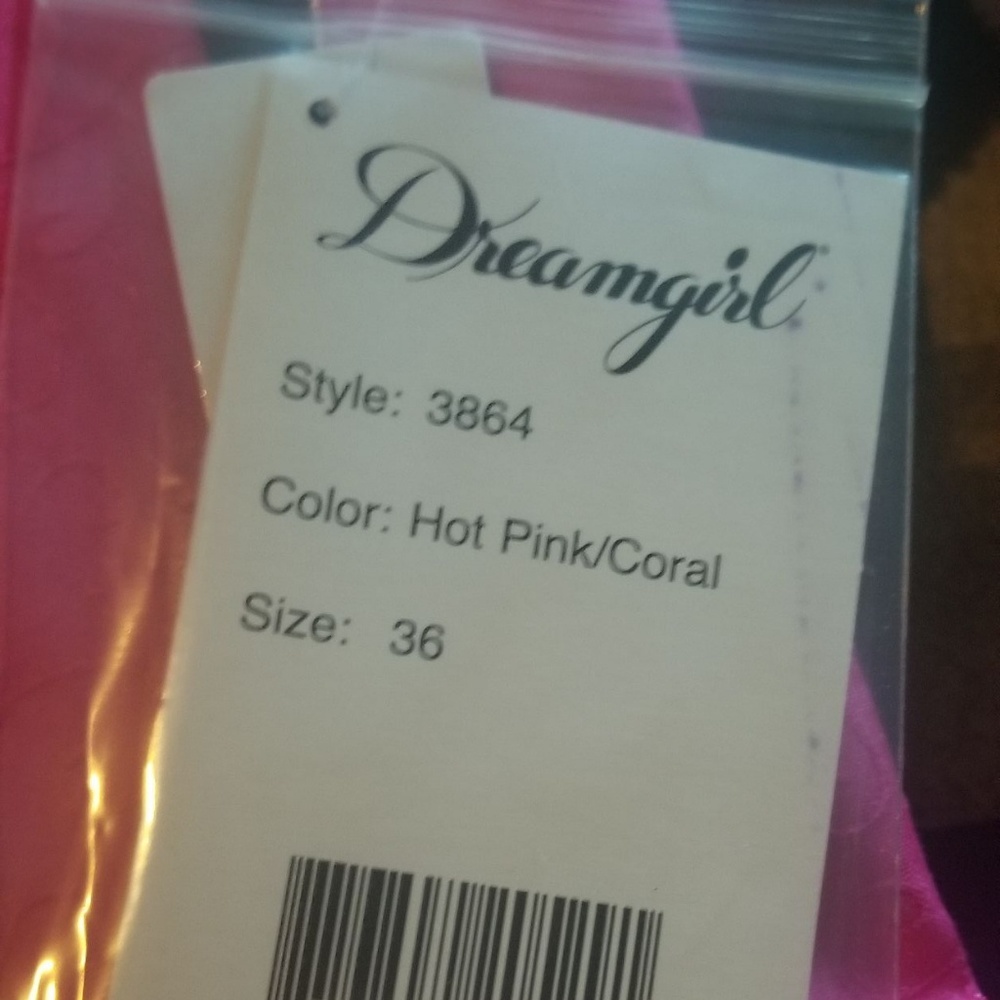 Dreamgirl
Style: 3864
Color: Hot Pink/Coral
Size: 36